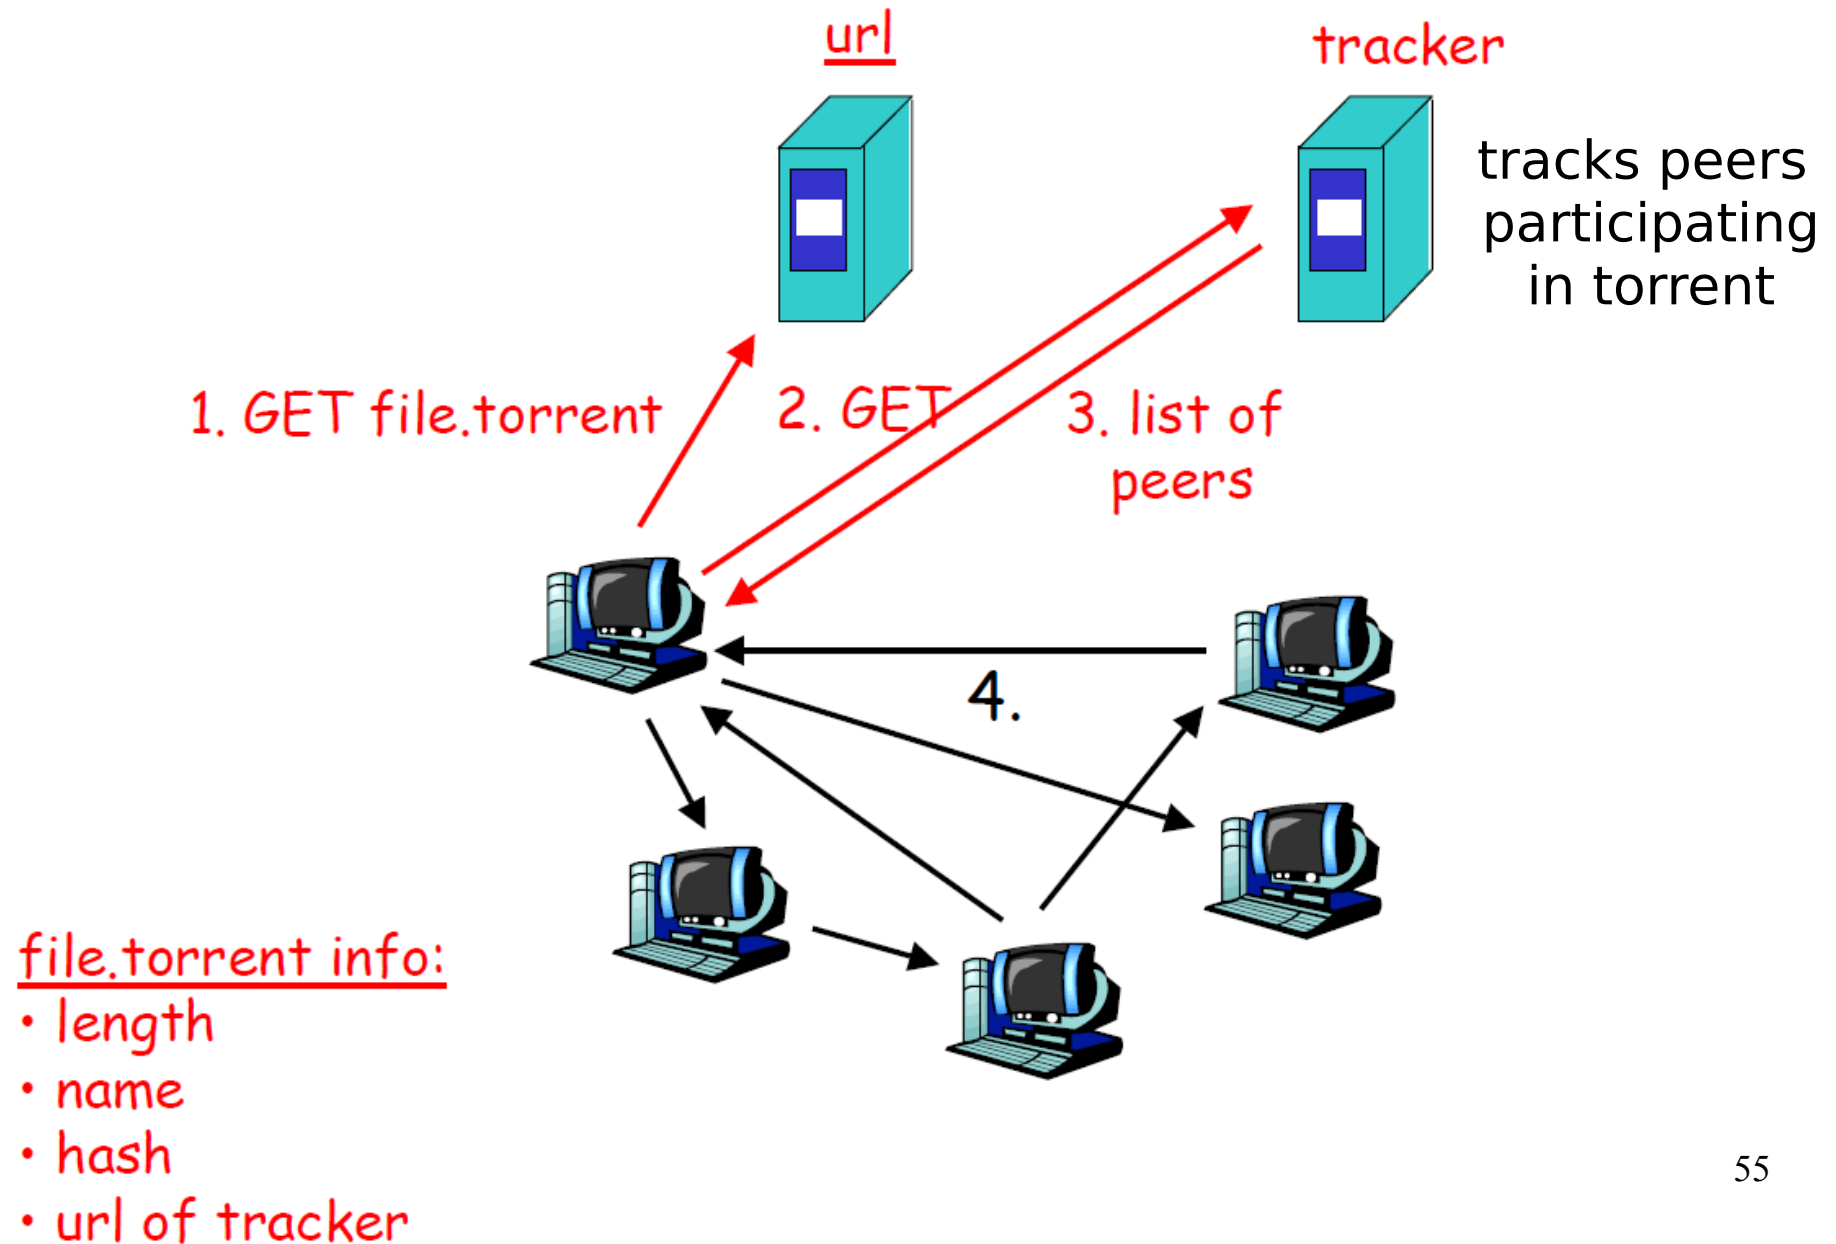 url
tracker
tracks peers
participating
in torrent
1. GET file.torrent
2. GET
3. list of
peers
4.
file.torrent info:
• length
• name
• hash
• url of tracker
55